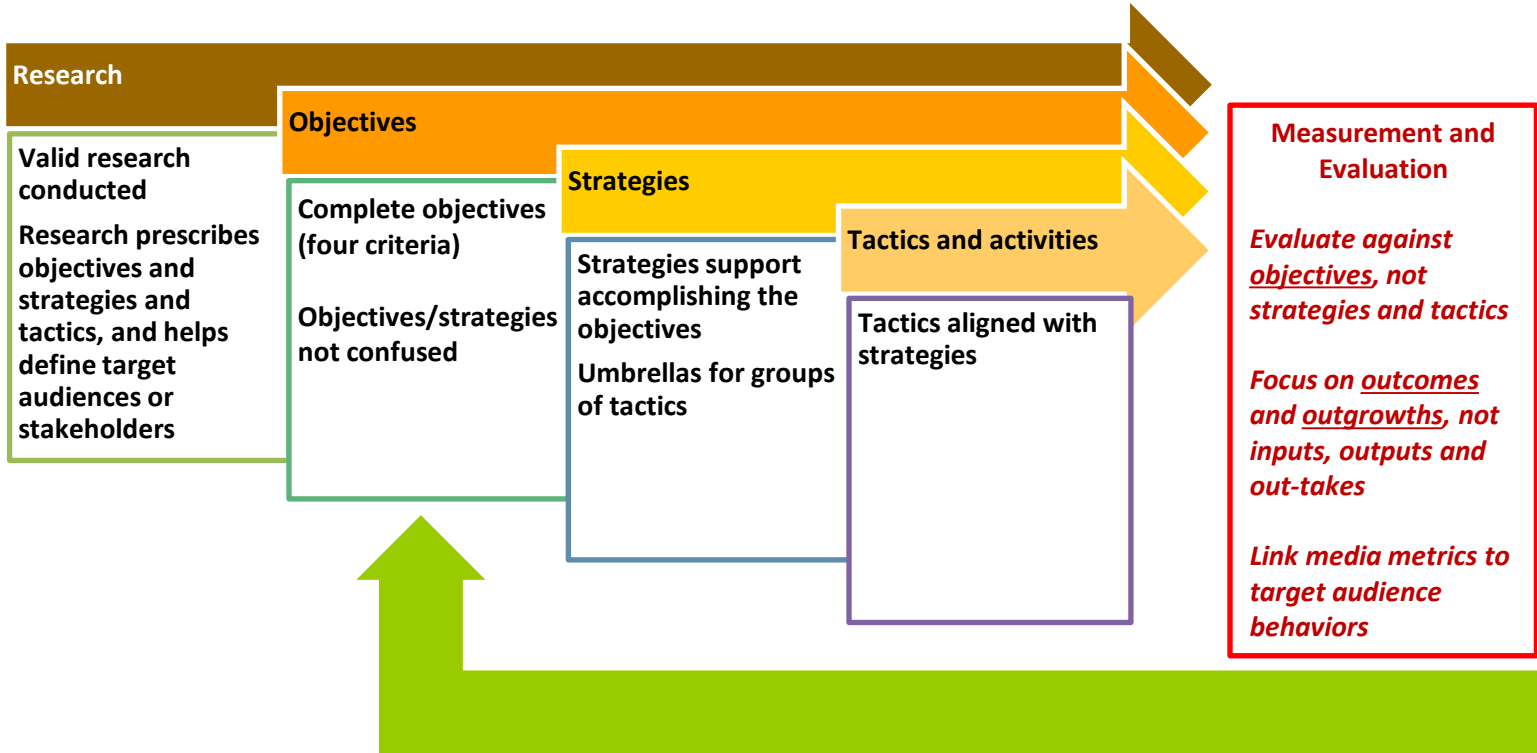 Research
Valid research
conducted
Research prescribes
objectives and
strategies and
tactics, and helps
define target
audiences or
stakeholders
Objectives
Complete objectives
(four criteria)
Objectives/strategies
not confused
Strategies
Strategies support
accomplishing the
objectives
Umbrellas for groups
of tactics
Tactics and activities
Tactics aligned with
strategies
Measurement and
Evaluation
Evaluate against
objectives, not
strategies and tactics
Focus on outcomes
and outgrowths, not
inputs, outputs and
out-takes
Link media metrics to
target audience
behaviors